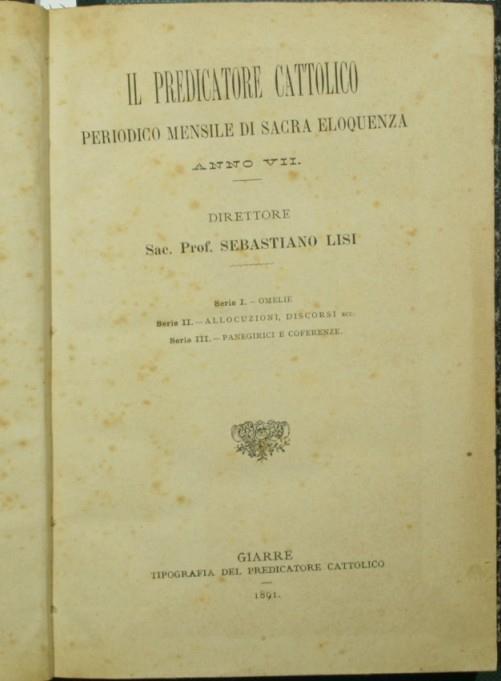 IL PREDICATORE CATTOLICO
PERIODICO MENSILE DI SACRA ELOQUENZA
ANNO VII.
DIRETTORE
Sac. Prof. SEBASTIANO LISI
Serie I. — OMELIE
Serie II. — ALLOCUZIONI, DISCORSI ecc.
Serie III. — PANEGIRICI E COFERENZE.
GIARRE
TIPOGRAFIA DEL PREDICATORE CATTOLICO
1891.